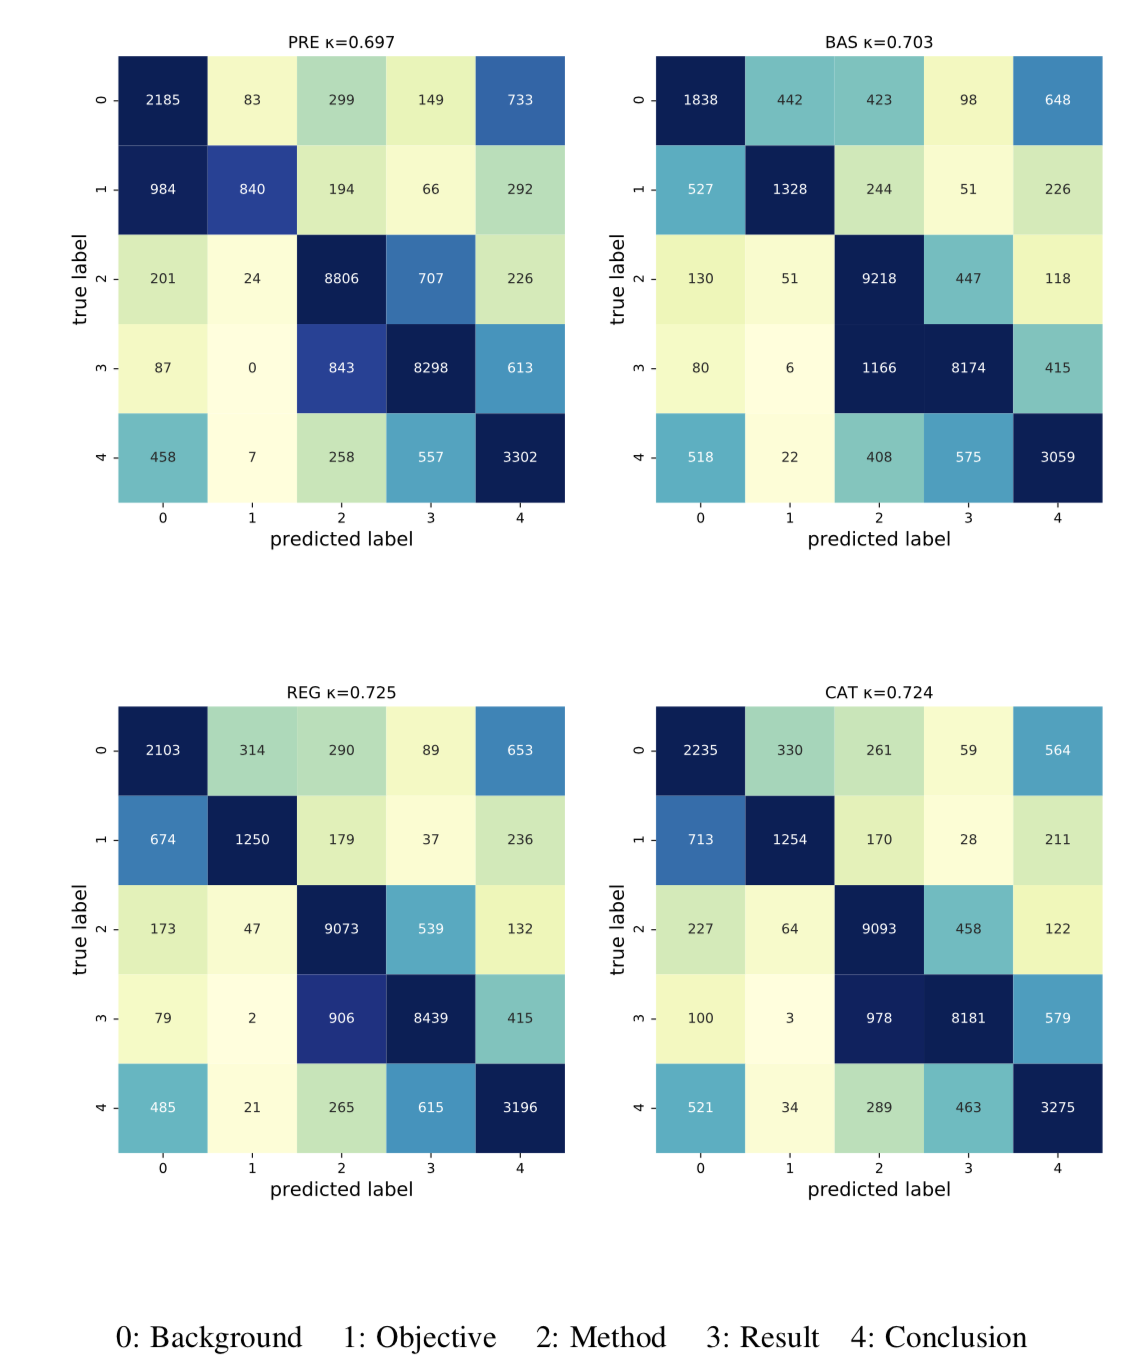 PRE κ=0.697
0 2185 83 299 149 733
1 984 840 194 66 292
2 201 24 8806 707 226
3 87 0 843 8298 613
4 458 7 258 557 3302
0 1 2 3 4
predicted label
true label
BAS κ=0.703
0 1838 442 423 98 648
1 527 1328 244 51 226
2 130 51 9218 447 118
3 80 6 1166 8174 415
4 518 22 408 575 3059
0 1 2 3 4
predicted label
true label
REG κ=0.725
0 2103 314 290 89 653
1 674 1250 179 37 236
2 173 47 9073 539 132
3 79 2 906 8439 415
4 485 21 265 615 3196
0 1 2 3 4
predicted label
true label
CAT κ=0.724
0 2235 330 261 59 564
1 713 1254 170 28 211
2 227 64 9093 458 122
3 100 3 978 8181 579
4 521 34 289 463 3275
0 1 2 3 4
predicted label
true label
0: Background 1: Objective 2: Method 3: Result 4: Conclusion